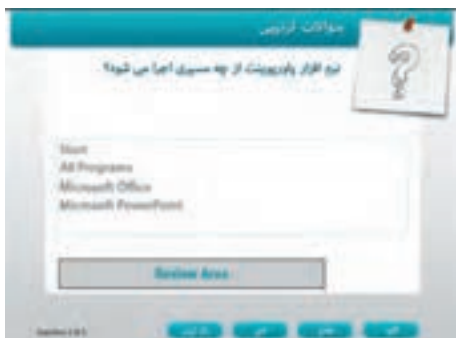 سوالات ترتیبی
نرم افزار پاورپوینت از چه مسیری اجرا می شود؟
Start
All Programs
Microsoft Office
Microsoft PowerPoint
Review Area